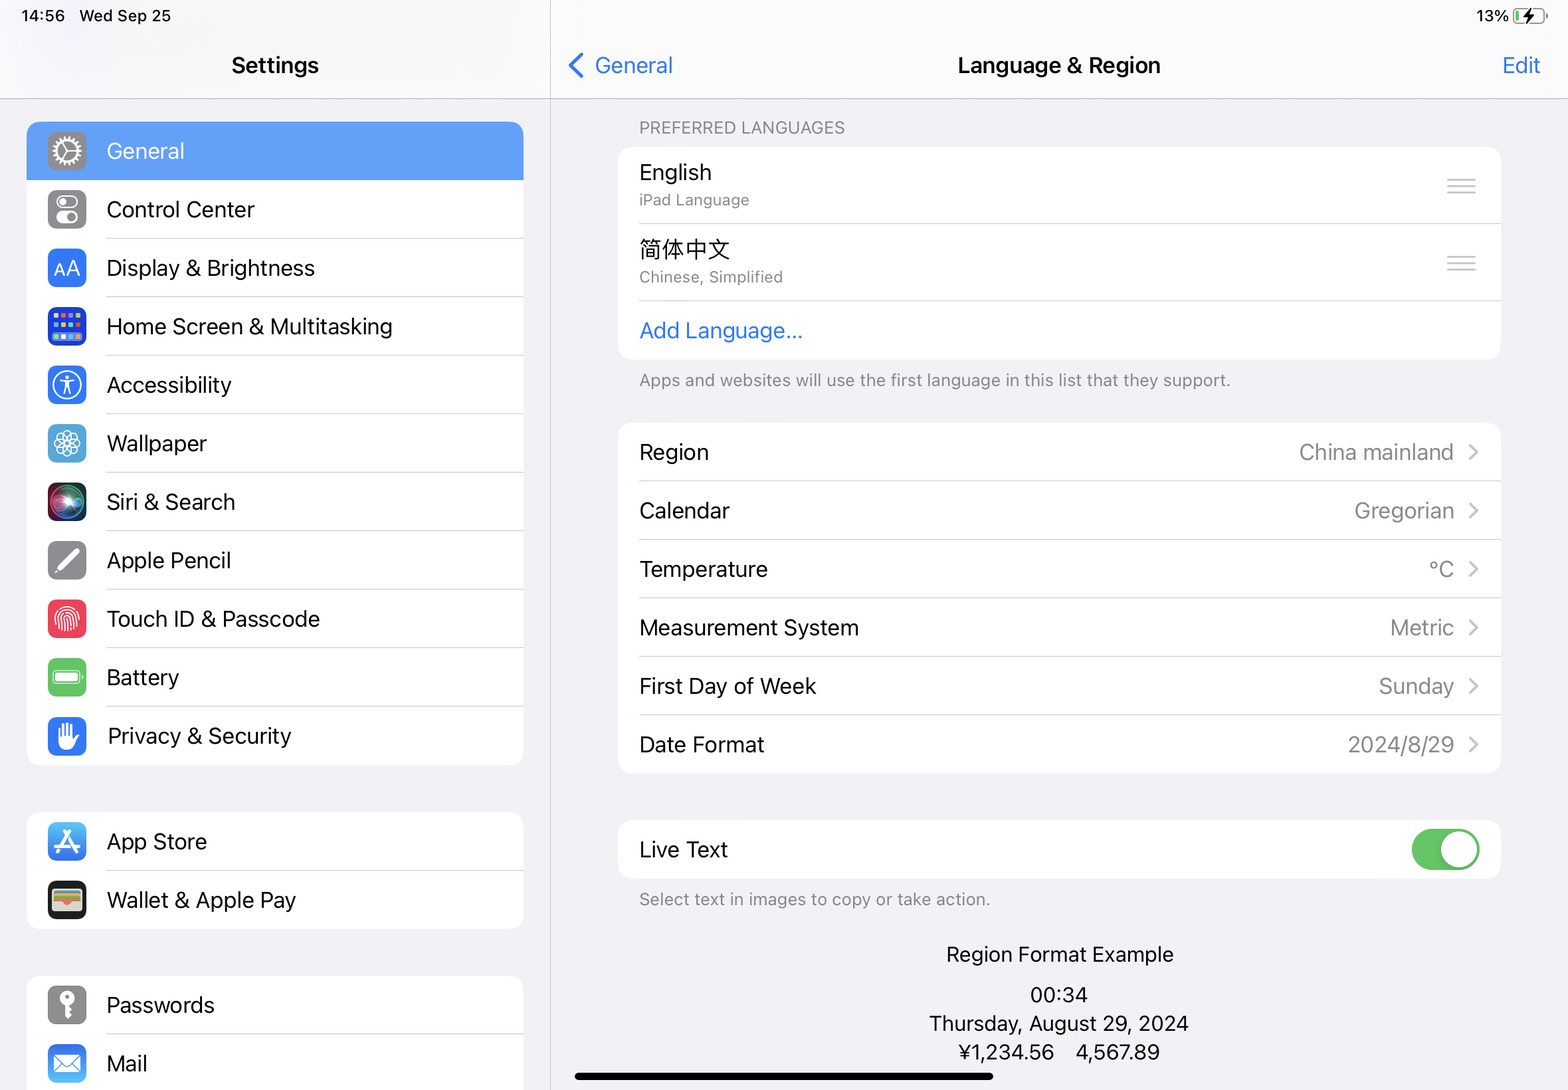 14:56 Wed Sep 25
13%
Settings
General
Control Center
Display & Brightness
Home Screen & Multitasking
Accessibility
Wallpaper
Siri & Search
Apple Pencil
Touch ID & Passcode
Battery
Privacy & Security
App Store
Wallet & Apple Pay
Passwords
Mail
General
Language & Region
Edit
PREFERRED LANGUAGES
English
iPad Language
简体中文
Chinese, Simplified
Add Language...
Apps and websites will use the first language in this list that they support.
Region China mainland
Calendar Gregorian
Temperature °C
Measurement System Metric
First Day of Week Sunday
Date Format 2024/8/29
Live Text
Select text in images to copy or take action.
Region Format Example
00:34
Thursday, August 29, 2024
¥1,234.56 4,567.89